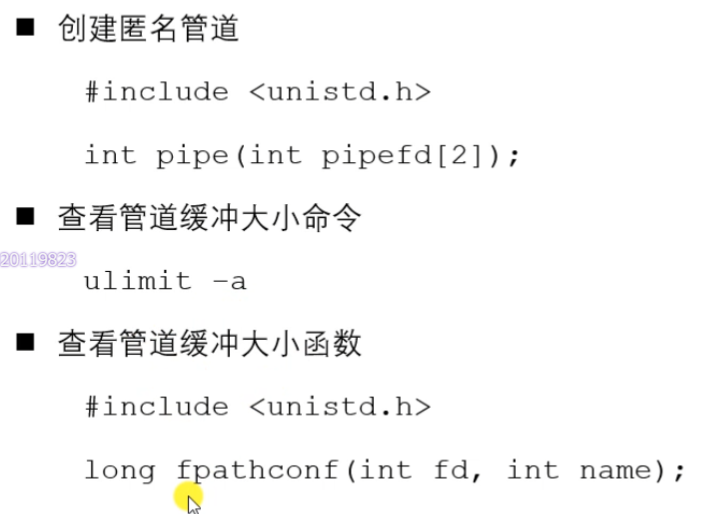 ■ 创建匿名管道
#include <unistd.h>
int pipe(int pipefd[2]);
■ 查看管道缓冲大小命令
20119823
ulimit –a
■ 查看管道缓冲大小函数
#include <unistd.h>
long fpathconf(int fd, int name);